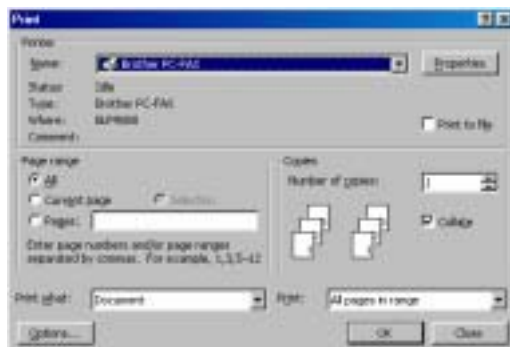 Print
Printer
Name: Brother PC-FAX
Properties
Status: Idle
Type: Brother PC-FAX
Where:
Comment:
Print to file
Page range
All
Current page Selection
Pages:
Enter page numbers and/or page ranges
separated by commas. For example, 1,3,5-12
Copies
Number of copies: 1
Collate
Print what: Document
Print: All pages in range
Options...
OK
Close